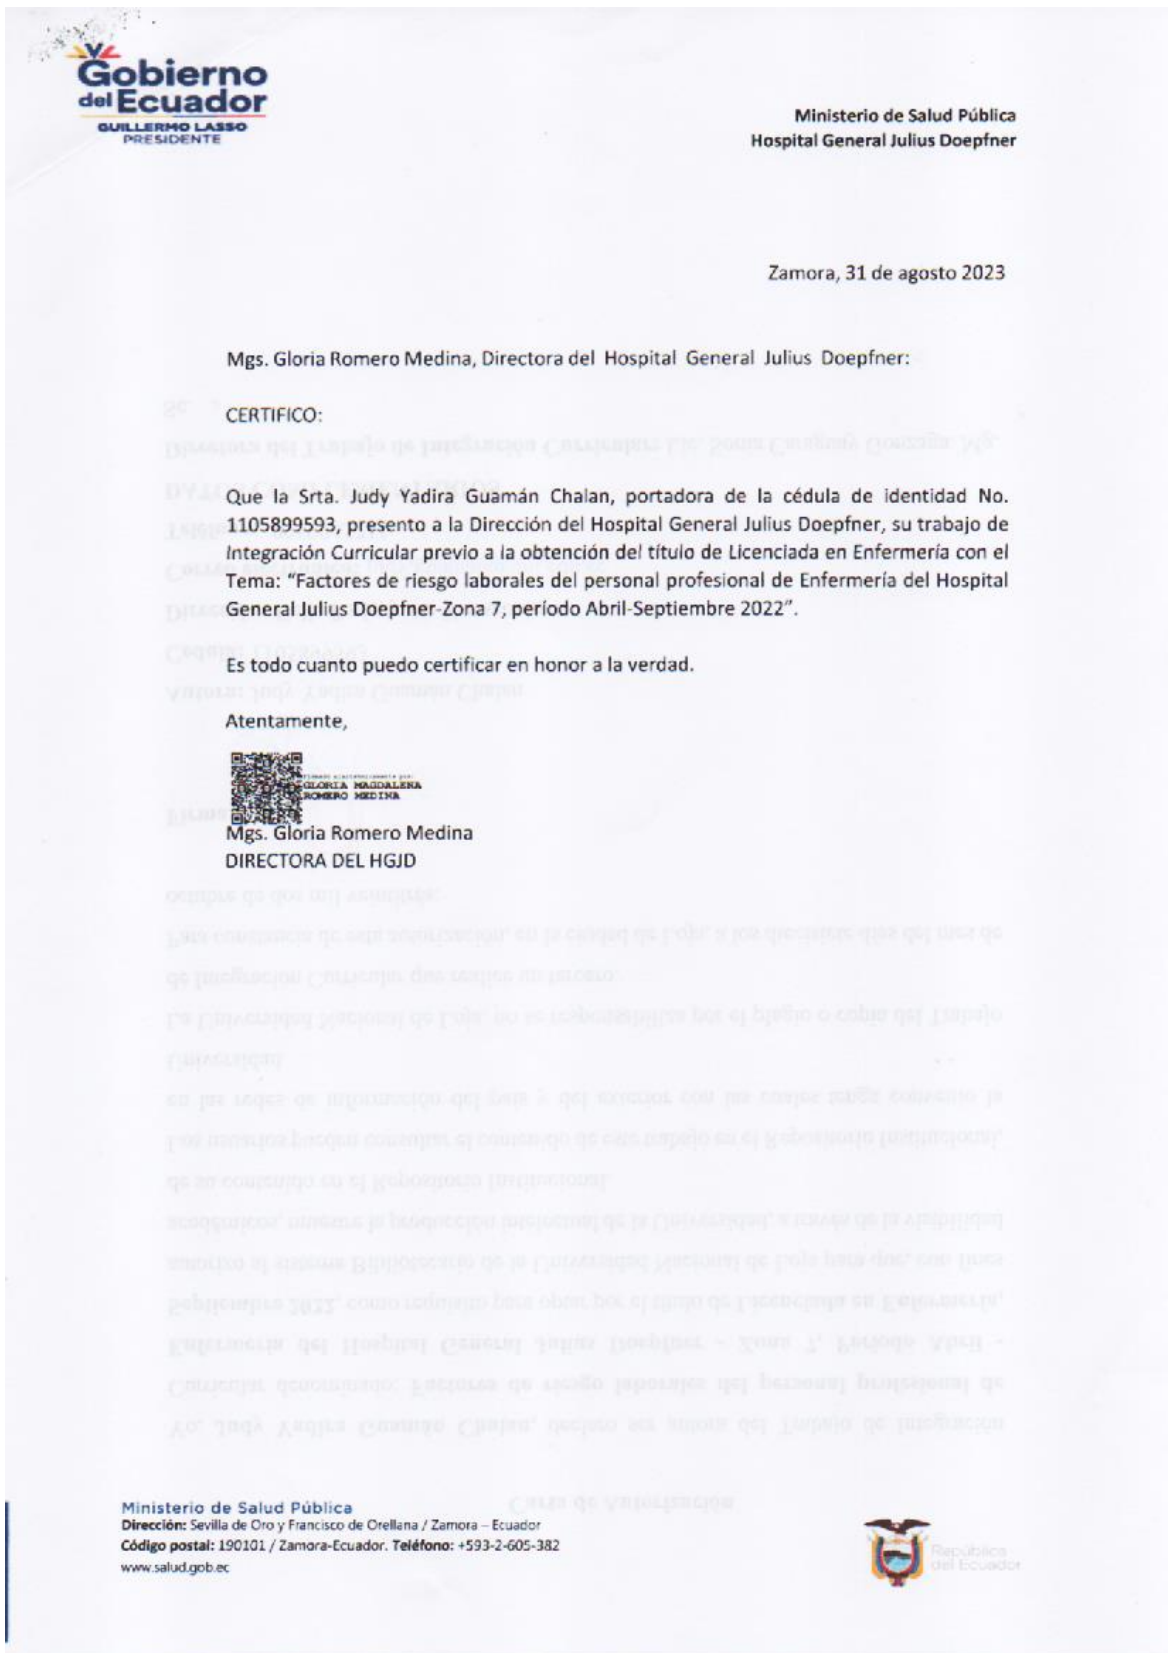 Gobierno
del Ecuador
GUILLERMO LASSO
PRESIDENTE
Ministerio de Salud Pública
Hospital General Julius Doepfner
Zamora, 31 de agosto 2023
Mgs. Gloria Romero Medina, Directora del Hospital General Julius Doepfner:
CERTIFICO:
Que la Srta. Judy Yadira Guamán Chalan, portadora de la cédula de identidad No.
1105899593, presento a la Dirección del Hospital General Julius Doepfner, su trabajo de
Integración Curricular previo a la obtención del título de Licenciada en Enfermería con el
Tema: “Factores de riesgo laborales del personal profesional de Enfermería del Hospital
General Julius Doepfner-Zona 7, período Abril-Septiembre 2022”.
Es todo cuanto puedo certificar en honor a la verdad.
Atentamente,
GLORIA MAGDALENA
ROMERO MEDINA
Mgs. Gloria Romero Medina
DIRECTORA DEL HGJD
Ministerio de Salud Pública
Dirección: Sevilla de Oro y Francisco de Orellana / Zamora – Ecuador
Código postal: 190101 / Zamora-Ecuador. Teléfono: +593-2-605-382
www.salud.gob.ec
República
del Ecuador